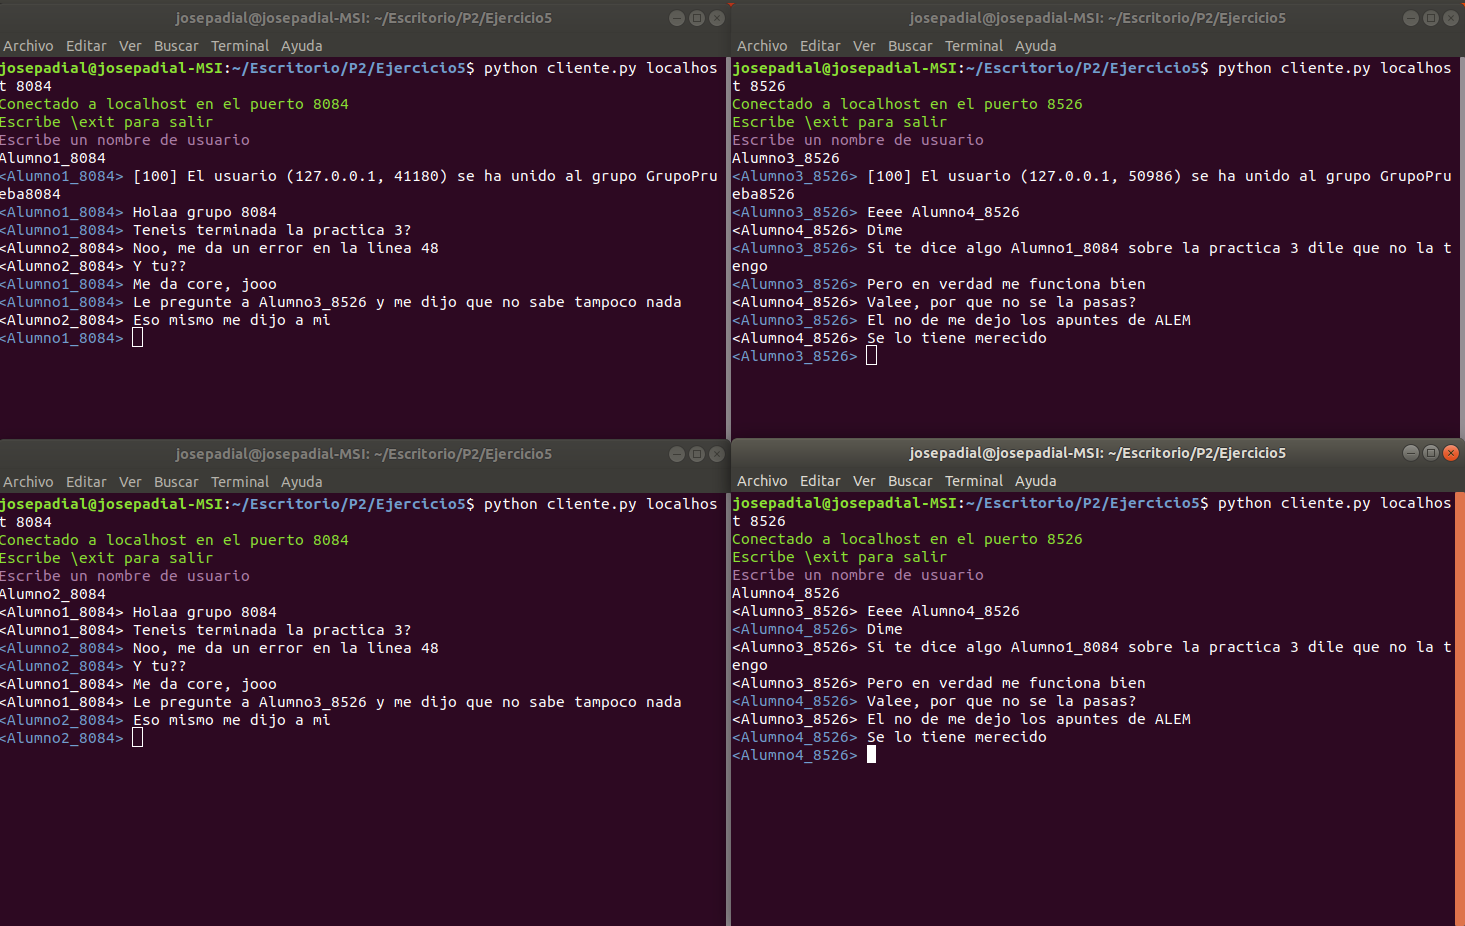 josepadial@josepadial-MSI: ~/Escritorio/P2/Ejercicio5
Archivo Editar Ver Buscar Terminal Ayuda
josepadial@josepadial-MSI:~/Escritorio/P2/Ejercicio5$ python cliente.py localhos
t 8084
Conectado a localhost en el puerto 8084
Escribe \exit para salir
Escribe un nombre de usuario
Alumno1_8084
<Alumno1_8084> [100] El usuario (127.0.0.1, 41180) se ha unido al grupo GrupoPru
eba8084
<Alumno1_8084> Holaa grupo 8084
<Alumno1_8084> Teneis terminada la practica 3?
<Alumno2_8084> Noo, me da un error en la linea 48
<Alumno2_8084> Y tu??
<Alumno1_8084> Me da core, jooo
<Alumno1_8084> Le pregunte a Alumno3_8526 y me dijo que no sabe tampoco nada
<Alumno2_8084> Eso mismo me dijo a mi
<Alumno1_8084>
josepadial@josepadial-MSI: ~/Escritorio/P2/Ejercicio5
Archivo Editar Ver Buscar Terminal Ayuda
josepadial@josepadial-MSI:~/Escritorio/P2/Ejercicio5$ python cliente.py localhos
t 8526
Conectado a localhost en el puerto 8526
Escribe \exit para salir
Escribe un nombre de usuario
Alumno3_8526
<Alumno3_8526> [100] El usuario (127.0.0.1, 50986) se ha unido al grupo GrupoPru
eba8526
<Alumno3_8526> Eeee Alumno4_8526
<Alumno4_8526> Dime
<Alumno3_8526> Si te dice algo Alumno1_8084 sobre la practica 3 dile que no la t
engo
<Alumno3_8526> Pero en verdad me funciona bien
<Alumno4_8526> Valee, por que no se la pasas?
<Alumno3_8526> El no de me dejo los apuntes de ALEM
<Alumno4_8526> Se lo tiene merecido
<Alumno3_8526>
josepadial@josepadial-MSI: ~/Escritorio/P2/Ejercicio5
Archivo Editar Ver Buscar Terminal Ayuda
josepadial@josepadial-MSI:~/Escritorio/P2/Ejercicio5$ python cliente.py localhos
t 8084
Conectado a localhost en el puerto 8084
Escribe \exit para salir
Escribe un nombre de usuario
Alumno2_8084
<Alumno1_8084> Holaa grupo 8084
<Alumno1_8084> Teneis terminada la practica 3?
<Alumno2_8084> Noo, me da un error en la linea 48
<Alumno2_8084> Y tu??
<Alumno1_8084> Me da core, jooo
<Alumno1_8084> Le pregunte a Alumno3_8526 y me dijo que no sabe tampoco nada
<Alumno2_8084> Eso mismo me dijo a mi
<Alumno2_8084>
josepadial@josepadial-MSI: ~/Escritorio/P2/Ejercicio5
Archivo Editar Ver Buscar Terminal Ayuda
josepadial@josepadial-MSI:~/Escritorio/P2/Ejercicio5$ python cliente.py localhos
t 8526
Conectado a localhost en el puerto 8526
Escribe \exit para salir
Escribe un nombre de usuario
Alumno4_8526
<Alumno3_8526> Eeee Alumno4_8526
<Alumno4_8526> Dime
<Alumno3_8526> Si te dice algo Alumno1_8084 sobre la practica 3 dile que no la t
engo
<Alumno3_8526> Pero en verdad me funciona bien
<Alumno4_8526> Valee, por que no se la pasas?
<Alumno3_8526> El no de me dejo los apuntes de ALEM
<Alumno4_8526> Se lo tiene merecido
<Alumno4_8526>